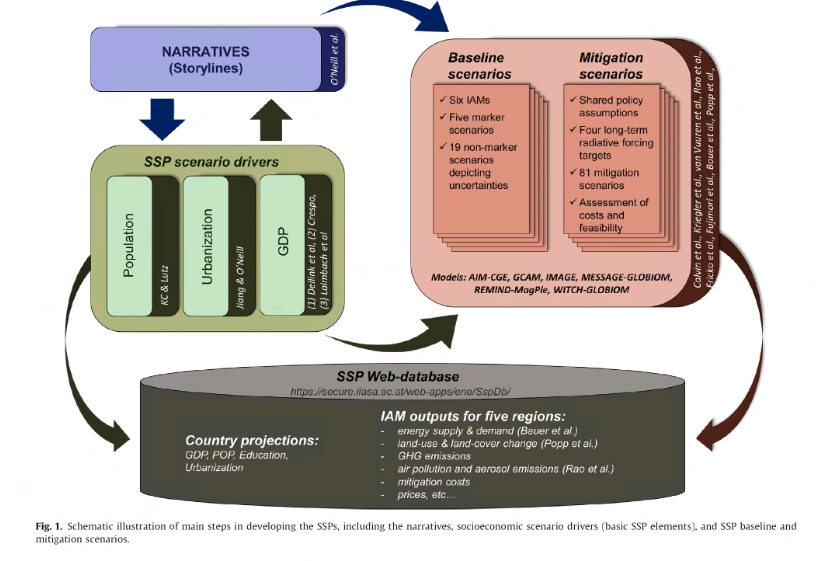 NARRATIVES
(Storylines)
O'Neill et al.
SSP scenario drivers
Population
KC & Lutz
Urbanization
Jiang & O'Neill
GDP
(1) Dellink et al, (2) Crespo,
(3) Laimbach et al
Baseline
scenarios
✓ Six IAMs
✓ Five marker
scenarios
✓ 19 non-marker
scenarios
depicting
uncertainties
Mitigation
scenarios
✓ Shared policy
assumptions
✓ Four long-term
radiative forcing
targets
✓ 81 mitigation
scenarios
✓ Assessment of
costs and
feasibility
Models: AIM-CGE, GCAM, IMAGE, MESSAGE-GLOBIOM,
REMIND-MagPie, WITCH-GLOBIOM
Calvin et al., Kriegler et al., van Vuuren et al., Rao et al.,
Fricko et al., Fujimori et al., Bauer et al., Popp et al.,
SSP Web-database
https://secure.iiasa.ac.at/web-apps/ene/SspDb/
Country projections:
GDP, POP, Education,
Urbanization
IAM outputs for five regions:
- energy supply & demand (Bauer et al.)
- land-use & land-cover change (Popp et al.)
- GHG emissions
- air pollution and aerosol emissions (Rao et al.)
- mitigation costs
- prices, etc…
Fig. 1. Schematic illustration of main steps in developing the SSPs, including the narratives, socioeconomic scenario drivers (basic SSP elements), and SSP baseline and
mitigation scenarios.